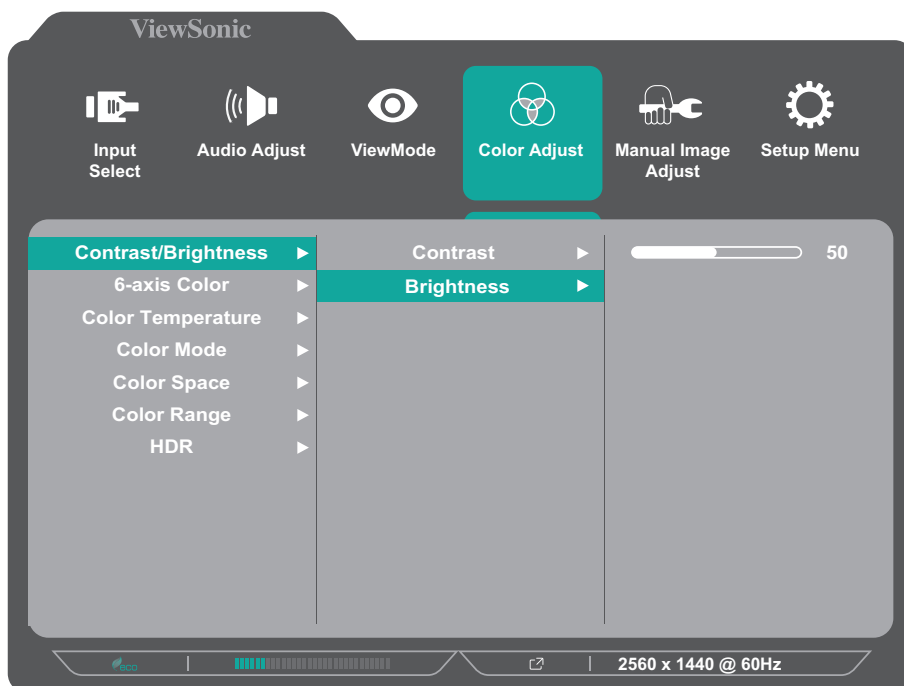 ViewSonic
Input
Select
Audio Adjust
ViewMode
Color Adjust
Manual Image
Adjust
Setup Menu
Contrast/Brightness
6-axis Color
Color Temperature
Color Mode
Color Space
Color Range
HDR
Contrast
Brightness
50
eco
2560 x 1440 @ 60Hz